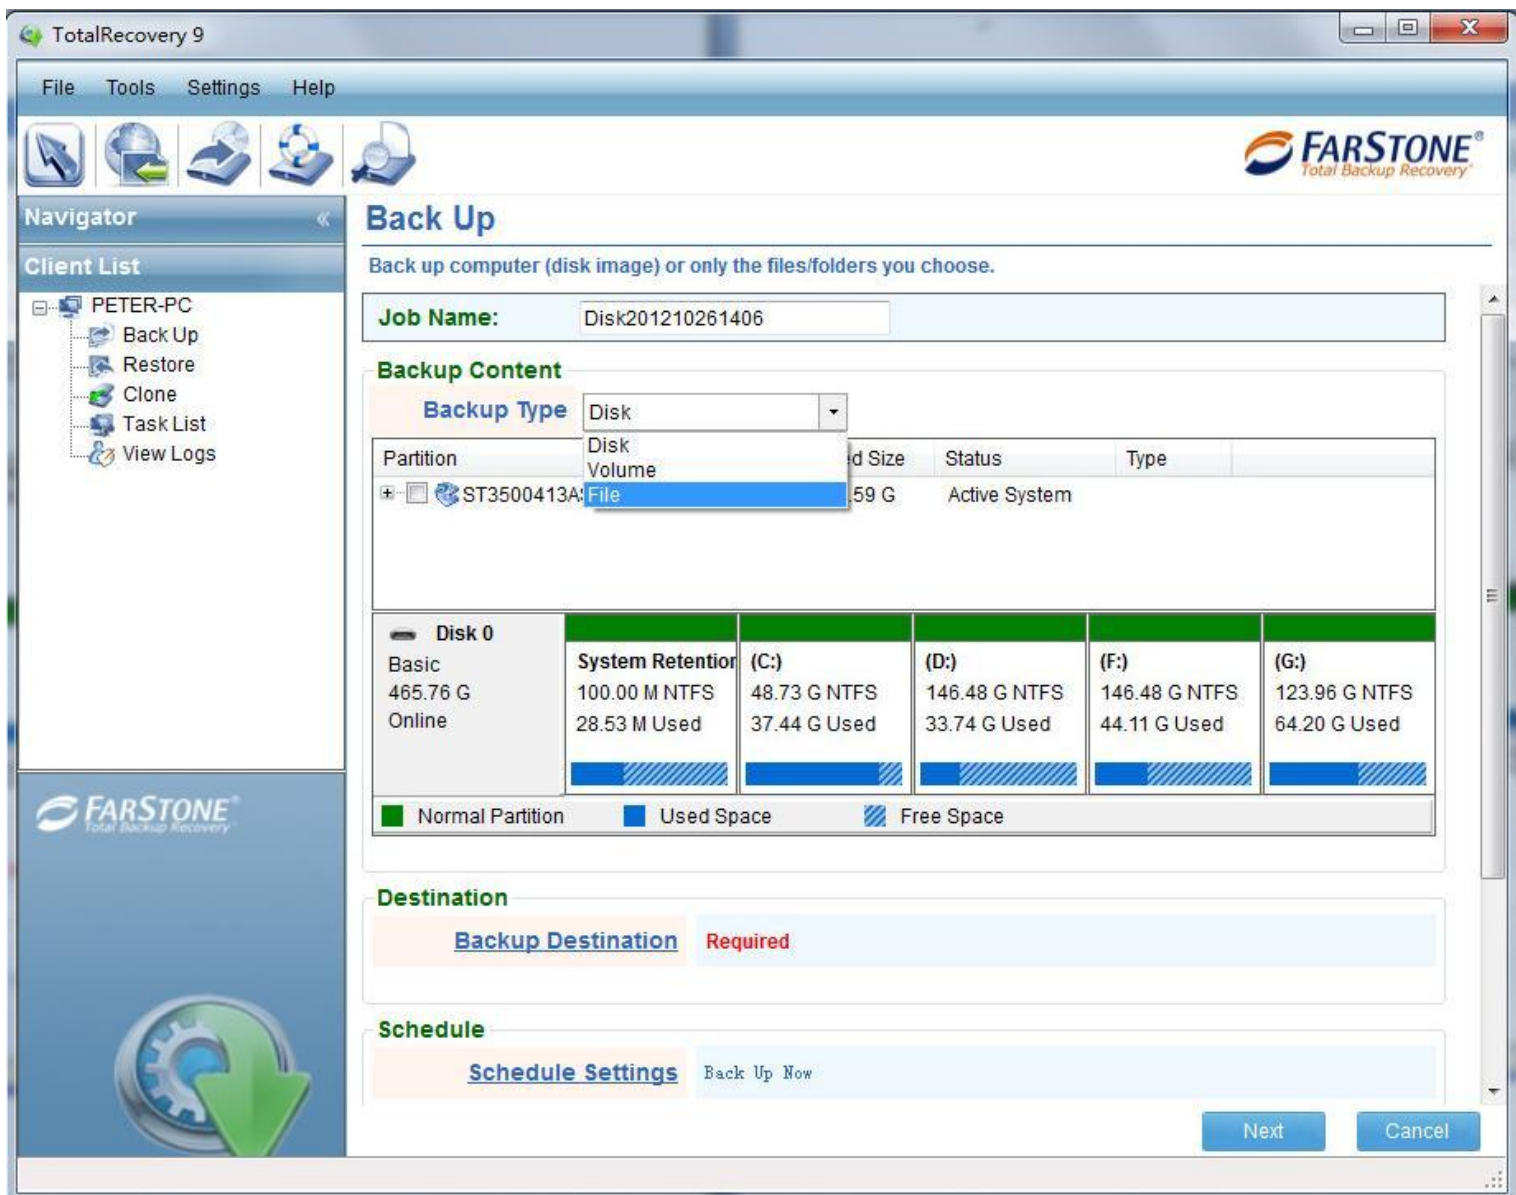 TotalRecovery 9
File Tools Settings Help
FARSTONE®
Total Backup Recovery
Navigator
Client List
PETER-PC
Back Up
Restore
Clone
Task List
View Logs
FARSTONE
Total Backup Recovery
Back Up
Back up computer (disk image) or only the files/folders you choose.
Job Name: Disk201210261406
Backup Content
Backup Type Disk
Disk
Volume
File
Partition ed Size Status Type
ST3500413AS .59 G Active System
Disk 0
Basic
465.76 G
Online
System Retention
100.00 M NTFS
28.53 M Used
(C:)
48.73 G NTFS
37.44 G Used
(D:)
146.48 G NTFS
33.74 G Used
(F:)
146.48 G NTFS
44.11 G Used
(G:)
123.96 G NTFS
64.20 G Used
Normal Partition Used Space Free Space
Destination
Backup Destination Required
Schedule
Schedule Settings Back Up Now
Next Cancel